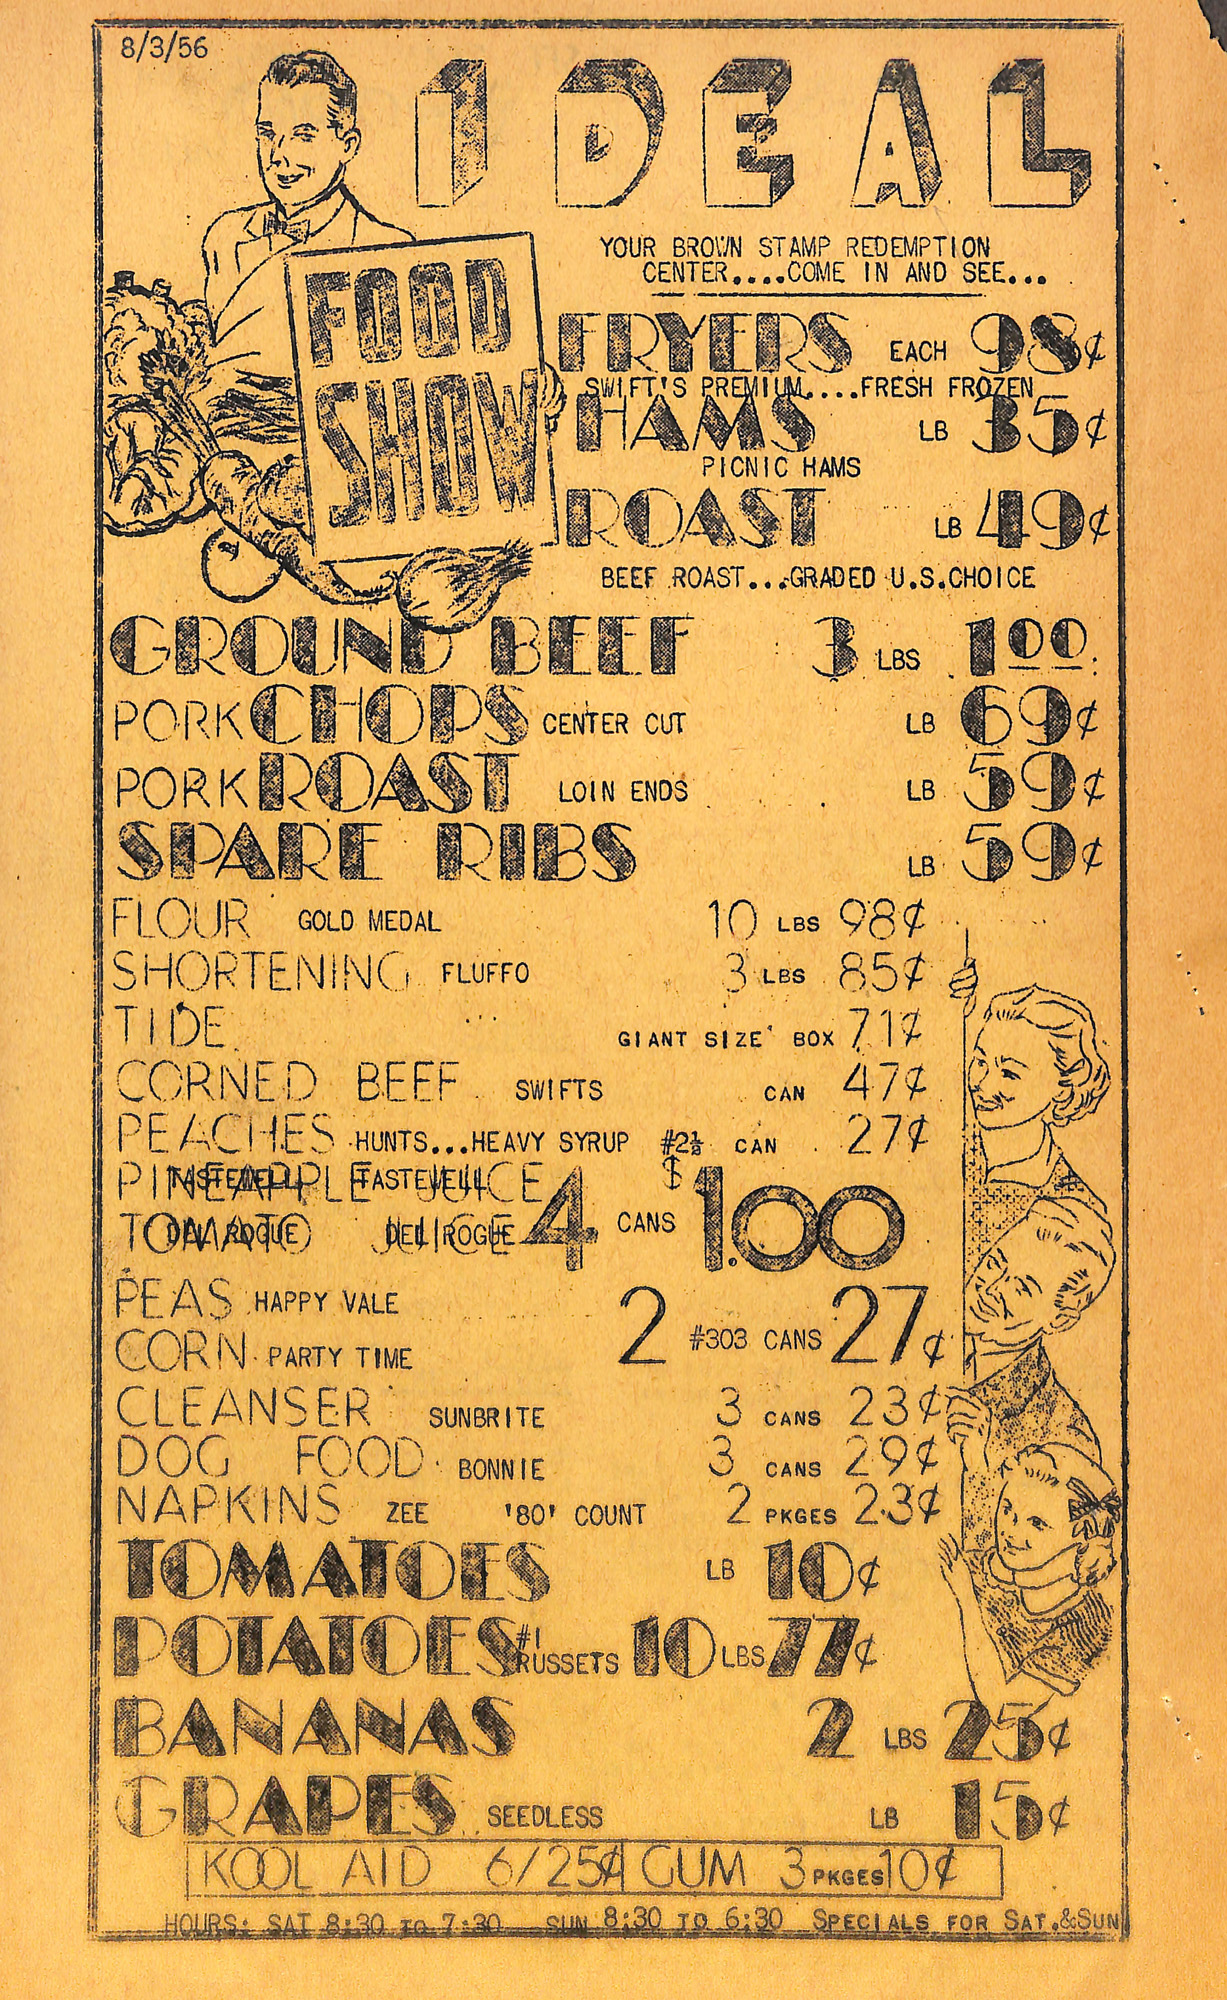 8/3/56
IDEAL
YOUR BROWN STAMP REDEMPTION
CENTER....COME IN AND SEE...
FOOD
SHOW
FRYERS EACH 98¢
SWIFT'S PREMIUM....FRESH FROZEN
HAMS LB 35¢
PICNIC HAMS
ROAST LB 49¢
BEEF ROAST...GRADED U.S.CHOICE
GROUND BEEF 3 LBS 100
PORK CHOPS CENTER CUT LB 69¢
PORK ROAST LOIN ENDS LB 59¢
SPARE RIBS LB 59¢
FLOUR GOLD MEDAL 10 LBS 98¢
SHORTENING FLUFFO 3 LBS 85¢
TIDE GIANT SIZE BOX 71¢
CORNED BEEF SWIFTS CAN 47¢
PEACHES HUNTS...HEAVY SYRUP #2½ CAN 27¢
PINEAPPLE JUICE TASTEWELL TASTEWELL
TOMATO JUICE DEL ROGUE DEL ROGUE 4 CANS $1.00
PEAS HAPPY VALE
CORN PARTY TIME 2 #303 CANS 27¢
CLEANSER SUNBRITE 3 CANS 23¢
DOG FOOD BONNIE 3 CANS 29¢
NAPKINS ZEE '80' COUNT 2 PKGES 23¢
TOMATOES LB 10¢
POTATOES #1 RUSSETS 10 LBS 77¢
BANANAS 2 LBS 25¢
GRAPES SEEDLESS LB 15¢
KOOL AID 6/25¢ GUM 3 PKGES 10¢
HOURS: SAT 8:30 TO 7:30 SUN 8:30 TO 6:30 SPECIALS FOR SAT.&SUN